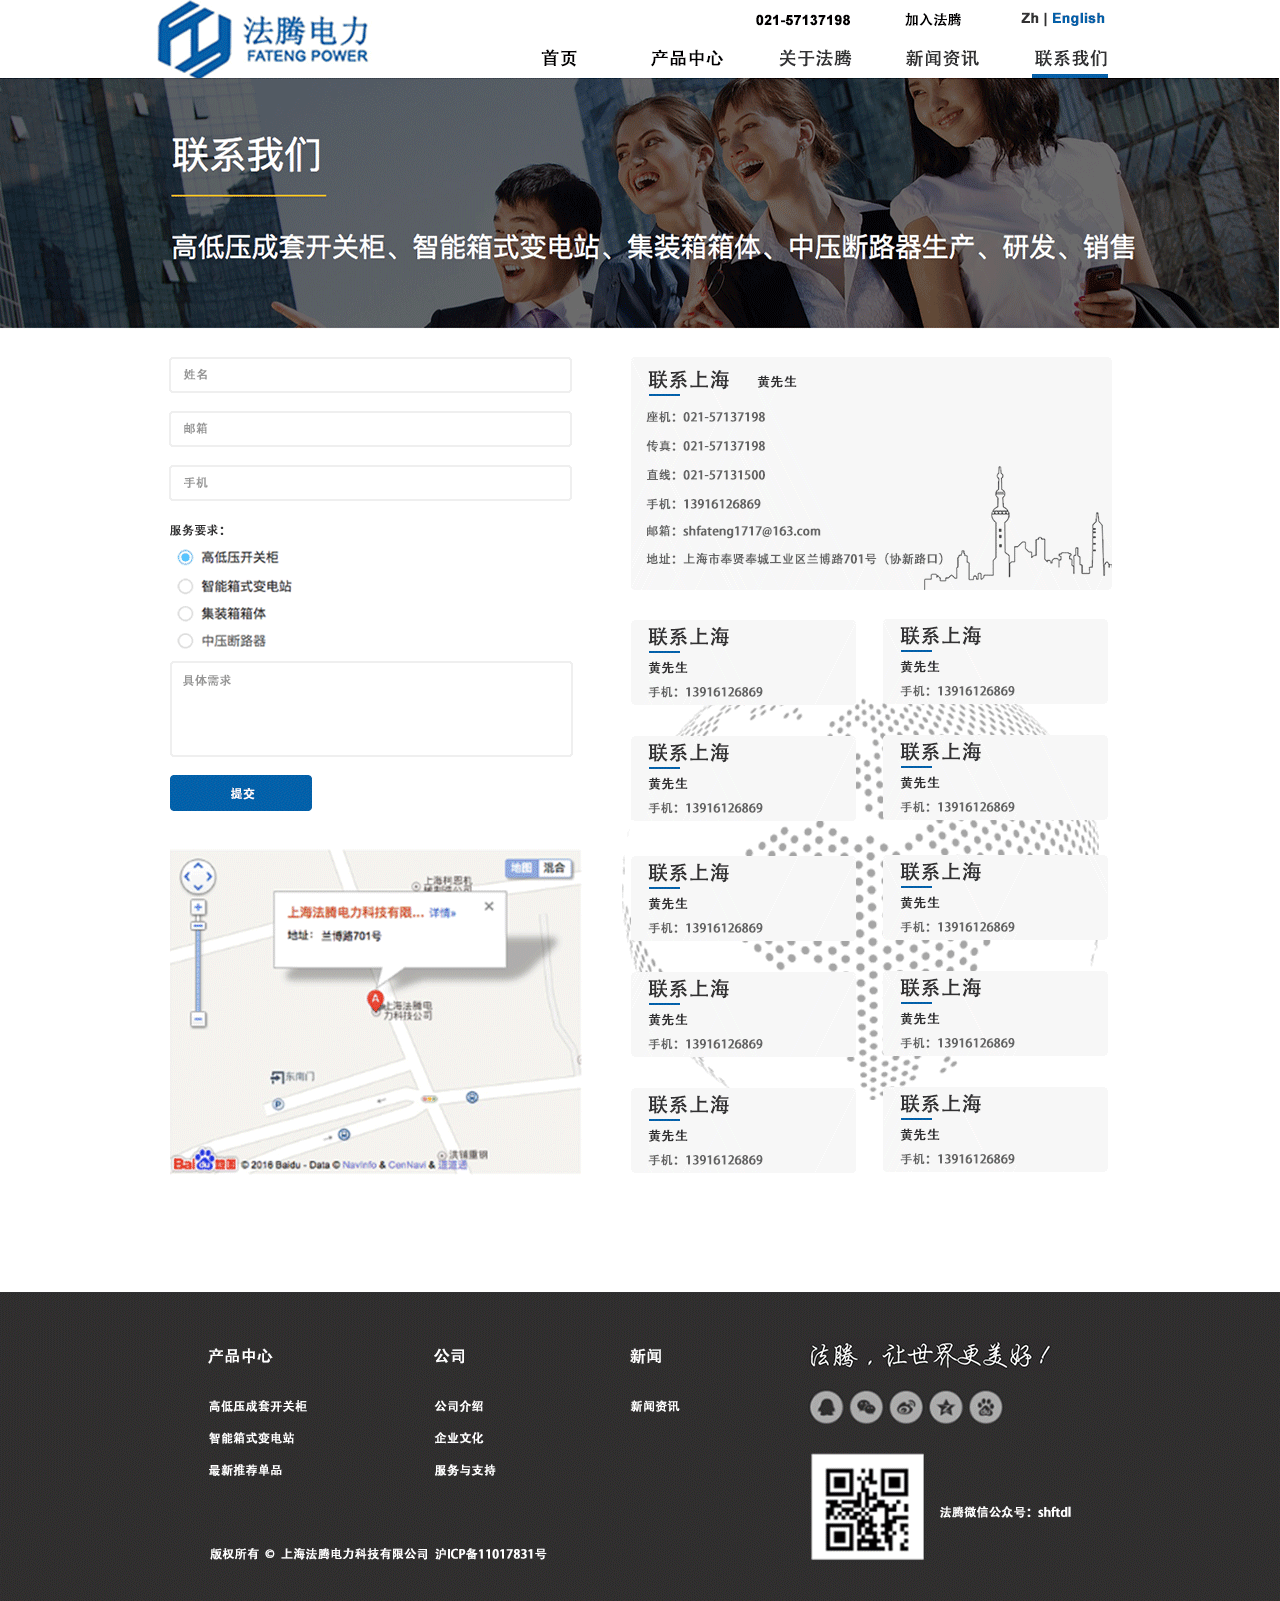 法腾电力
FATENG POWER
021-57137198 加入法腾 Zh | English
首页 产品中心 关于法腾 新闻资讯 联系我们
联系我们
高低压成套开关柜、智能箱式变电站、集装箱箱体、中压断路器生产、研发、销售
姓名
邮箱
手机
服务要求：
高低压开关柜
智能箱式变电站
集装箱箱体
中压断路器
具体需求
提交
地图 混合
上海法腾电力科技有限... 详情»
地址： 兰博路701号
A
上海法腾电
力科技公司
东南门
P
Bai 地图 © 2016 Baidu - Data © NavInfo & CenNavi & 道道通
联系上海 黄先生
座机：021-57137198
传真：021-57137198
直线：021-57131500
手机：13916126869
邮箱：shfateng1717@163.com
地址：上海市奉贤奉城工业区兰博路701号（协新路口）
联系上海
黄先生
手机：13916126869
联系上海
黄先生
手机：13916126869
联系上海
黄先生
手机：13916126869
联系上海
黄先生
手机：13916126869
联系上海
黄先生
手机：13916126869
联系上海
黄先生
手机：13916126869
联系上海
黄先生
手机：13916126869
联系上海
黄先生
手机：13916126869
联系上海
黄先生
手机：13916126869
联系上海
黄先生
手机：13916126869
产品中心
高低压成套开关柜
智能箱式变电站
最新推荐单品
公司
公司介绍
企业文化
服务与支持
新闻
新闻资讯
法腾，让世界更美好！
法腾微信公众号：shftdl
版权所有 © 上海法腾电力科技有限公司 沪ICP备11017831号